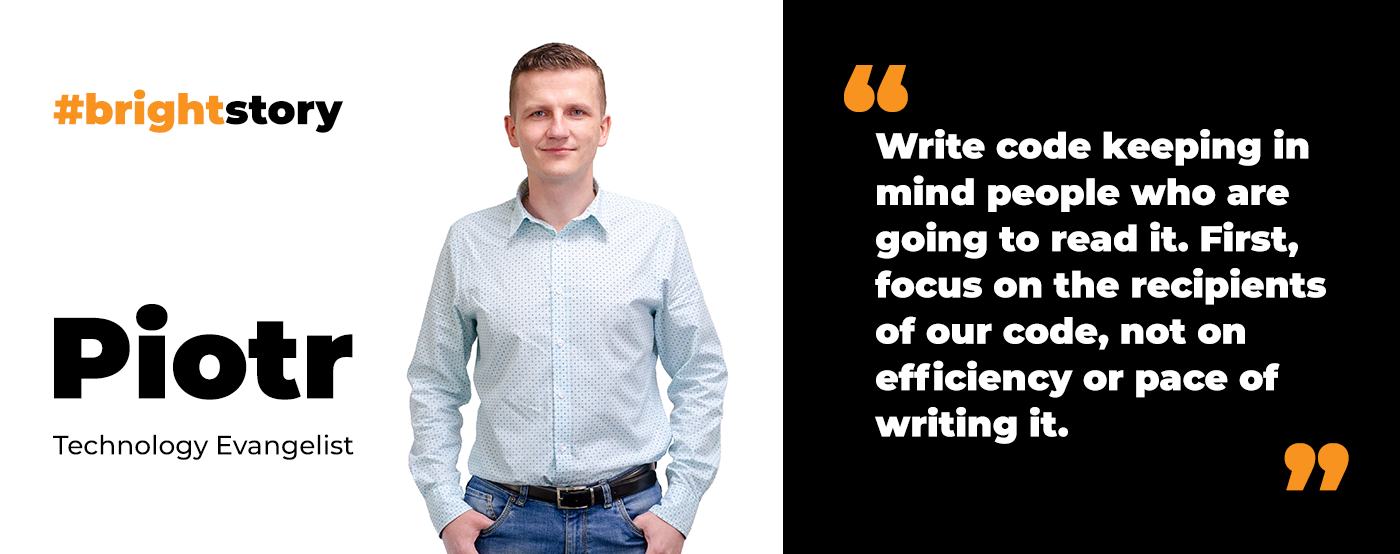 #brightstory
Piotr
Technology Evangelist
“
Write code keeping in
mind people who are
going to read it. First,
focus on the recipients
of our code, not on
efficiency or pace of
writing it.
”